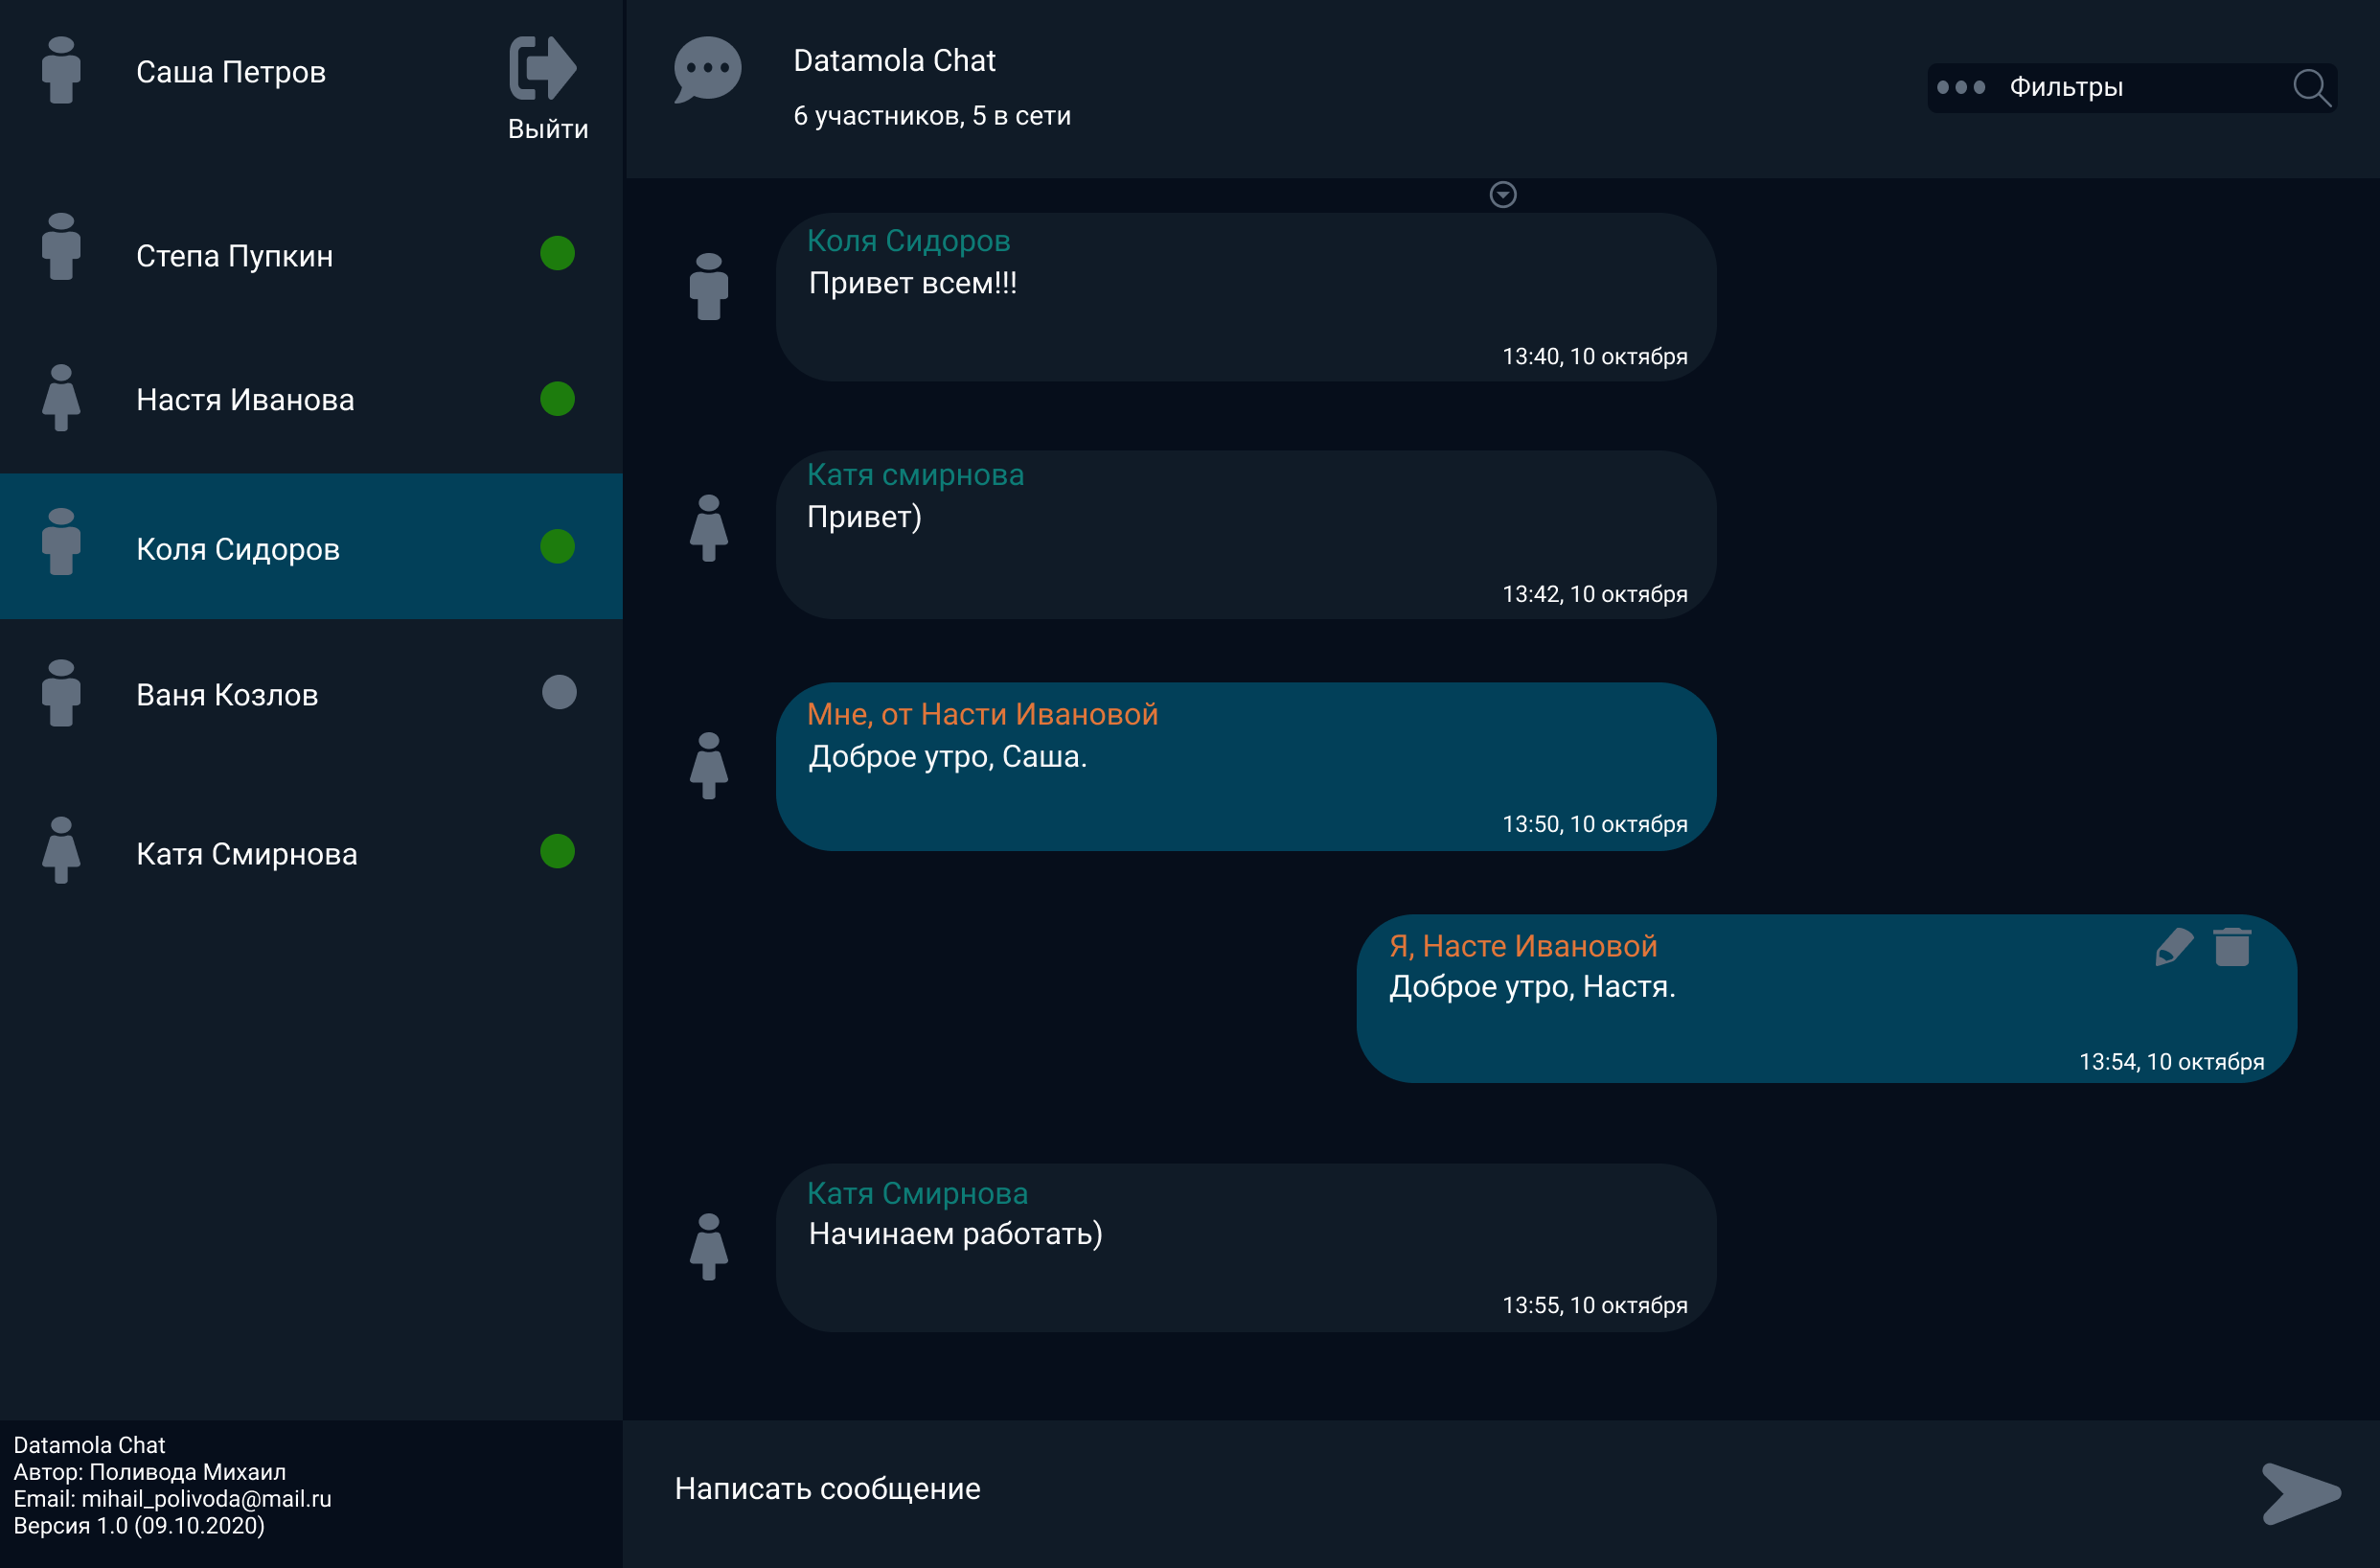 Саша Петров
Выйти
Степа Пупкин
Настя Иванова
Коля Сидоров
Ваня Козлов
Катя Смирнова
Datamola Chat
Автор: Поливода Михаил
Email: mihail_polivoda@mail.ru
Версия 1.0 (09.10.2020)
Datamola Chat
6 участников, 5 в сети
Фильтры
Коля Сидоров
Привет всем!!!
13:40, 10 октября
Катя смирнова
Привет)
13:42, 10 октября
Мне, от Насти Ивановой
Доброе утро, Саша.
13:50, 10 октября
Я, Насте Ивановой
Доброе утро, Настя.
13:54, 10 октября
Катя Смирнова
Начинаем работать)
13:55, 10 октября
Написать сообщение